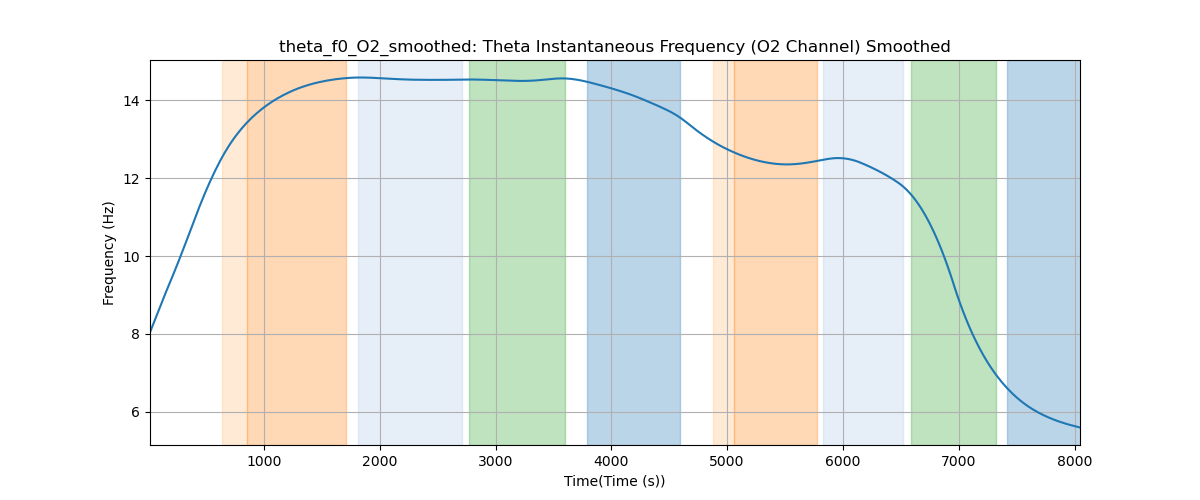 theta_f0_O2_smoothed: Theta Instantaneous Frequency (O2 Channel) Smoothed
Frequency (Hz)
14
12
10
8
6
1000 2000 3000 4000 5000 6000 7000 8000
Time(Time (s))